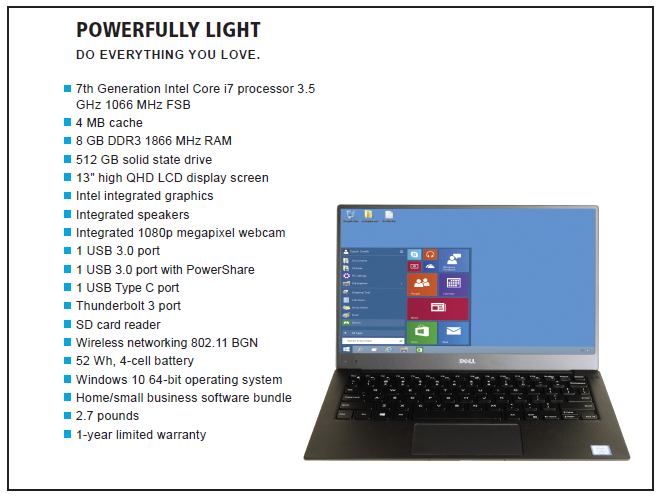 POWERFULLY LIGHT
DO EVERYTHING YOU LOVE.
7th Generation Intel Core i7 processor 3.5
GHz 1066 MHz FSB
4 MB cache
8 GB DDR3 1866 MHz RAM
512 GB solid state drive
13" high QHD LCD display screen
Intel integrated graphics
Integrated speakers
Integrated 1080p megapixel webcam
1 USB 3.0 port
1 USB 3.0 port with PowerShare
1 USB Type C port
Thunderbolt 3 port
SD card reader
Wireless networking 802.11 BGN
52 Wh, 4-cell battery
Windows 10 64-bit operating system
Home/small business software bundle
2.7 pounds
1-year limited warranty
DELL